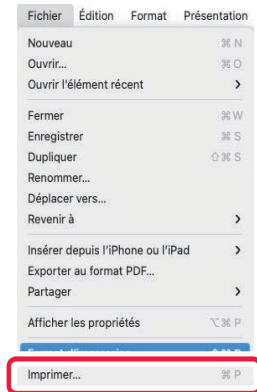 Fichier Édition Format Présentation
Nouveau ⌘ N
Ouvrir... ⌘ O
Ouvrir l'élément récent >
Fermer ⌘ W
Enregistrer ⌘ S
Dupliquer ⇧ ⌘ S
Renommer...
Déplacer vers...
Revenir à >
Insérer depuis l'iPhone ou l'iPad >
Exporter au format PDF...
Partager >
Afficher les propriétés ⌥ ⌘ P
Imprimer... ⌘ P